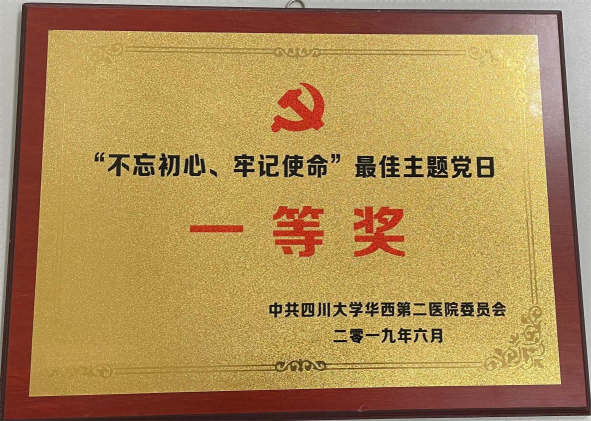 “不忘初心、牢记使命”最佳主题党日
一等奖
中共四川大学华西第二医院委员会
二零一九年六月